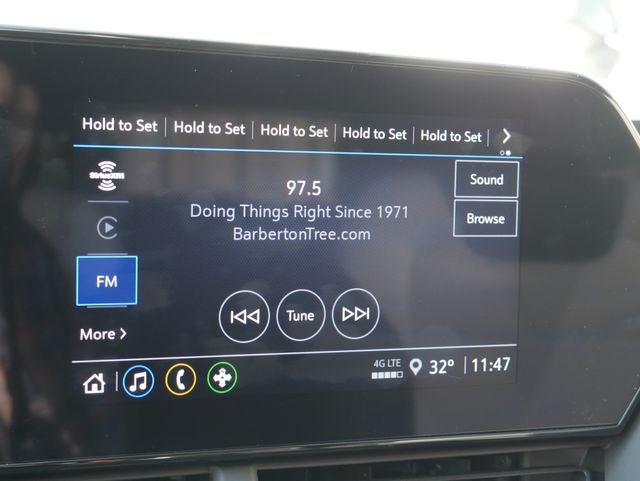 Hold to Set Hold to Set Hold to Set Hold to Set Hold to Set
SiriusXM
Sound
97.5
Doing Things Right Since 1971
Browse
BarbertonTree.com
FM
Tune
More
4G LTE
32° 11:47